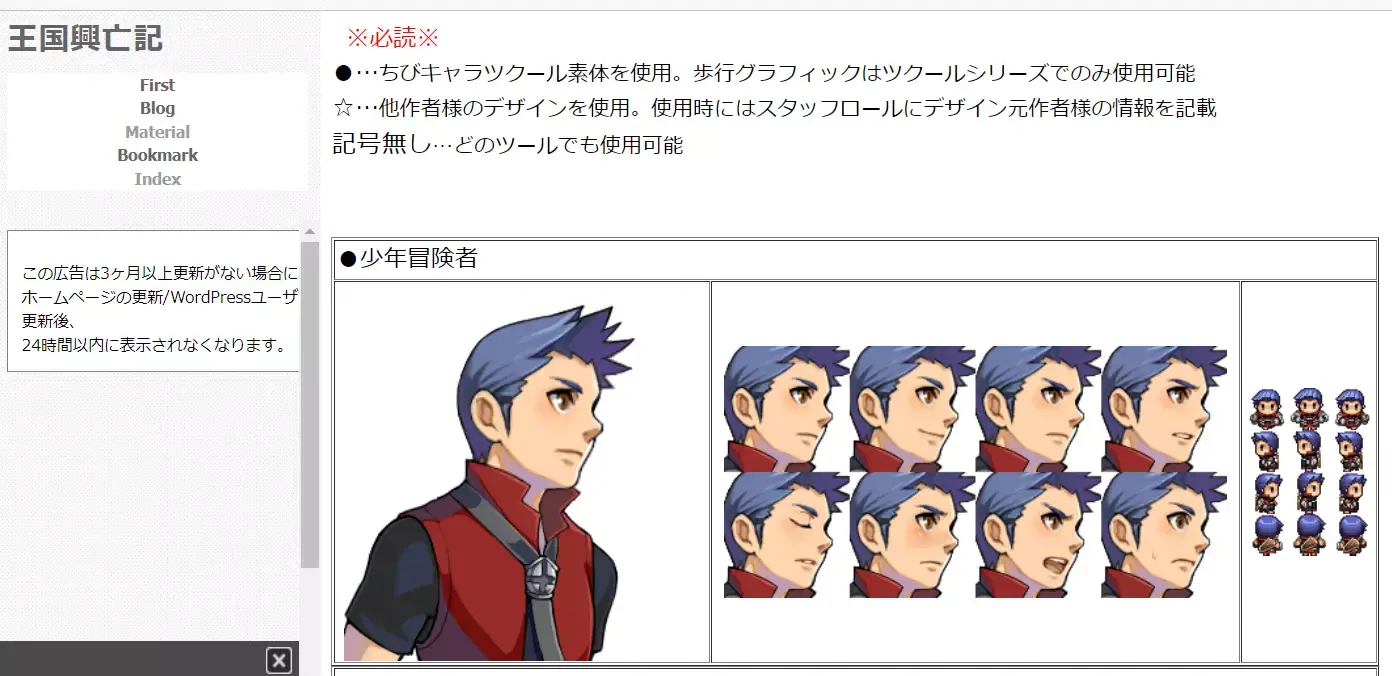 王国興亡記
First
Blog
Material
Bookmark
Index
この広告は3ヶ月以上更新がない場合に
ホームページの更新/WordPressユーザ
更新後、
24時間以内に表示されなくなります。
※必読※
●…ちびキャラツクール素体を使用。歩行グラフィックはツクールシリーズでのみ使用可能
☆…他作者様のデザインを使用。使用時にはスタッフロールにデザイン元作者様の情報を記載
記号無し…どのツールでも使用可能
●少年冒険者